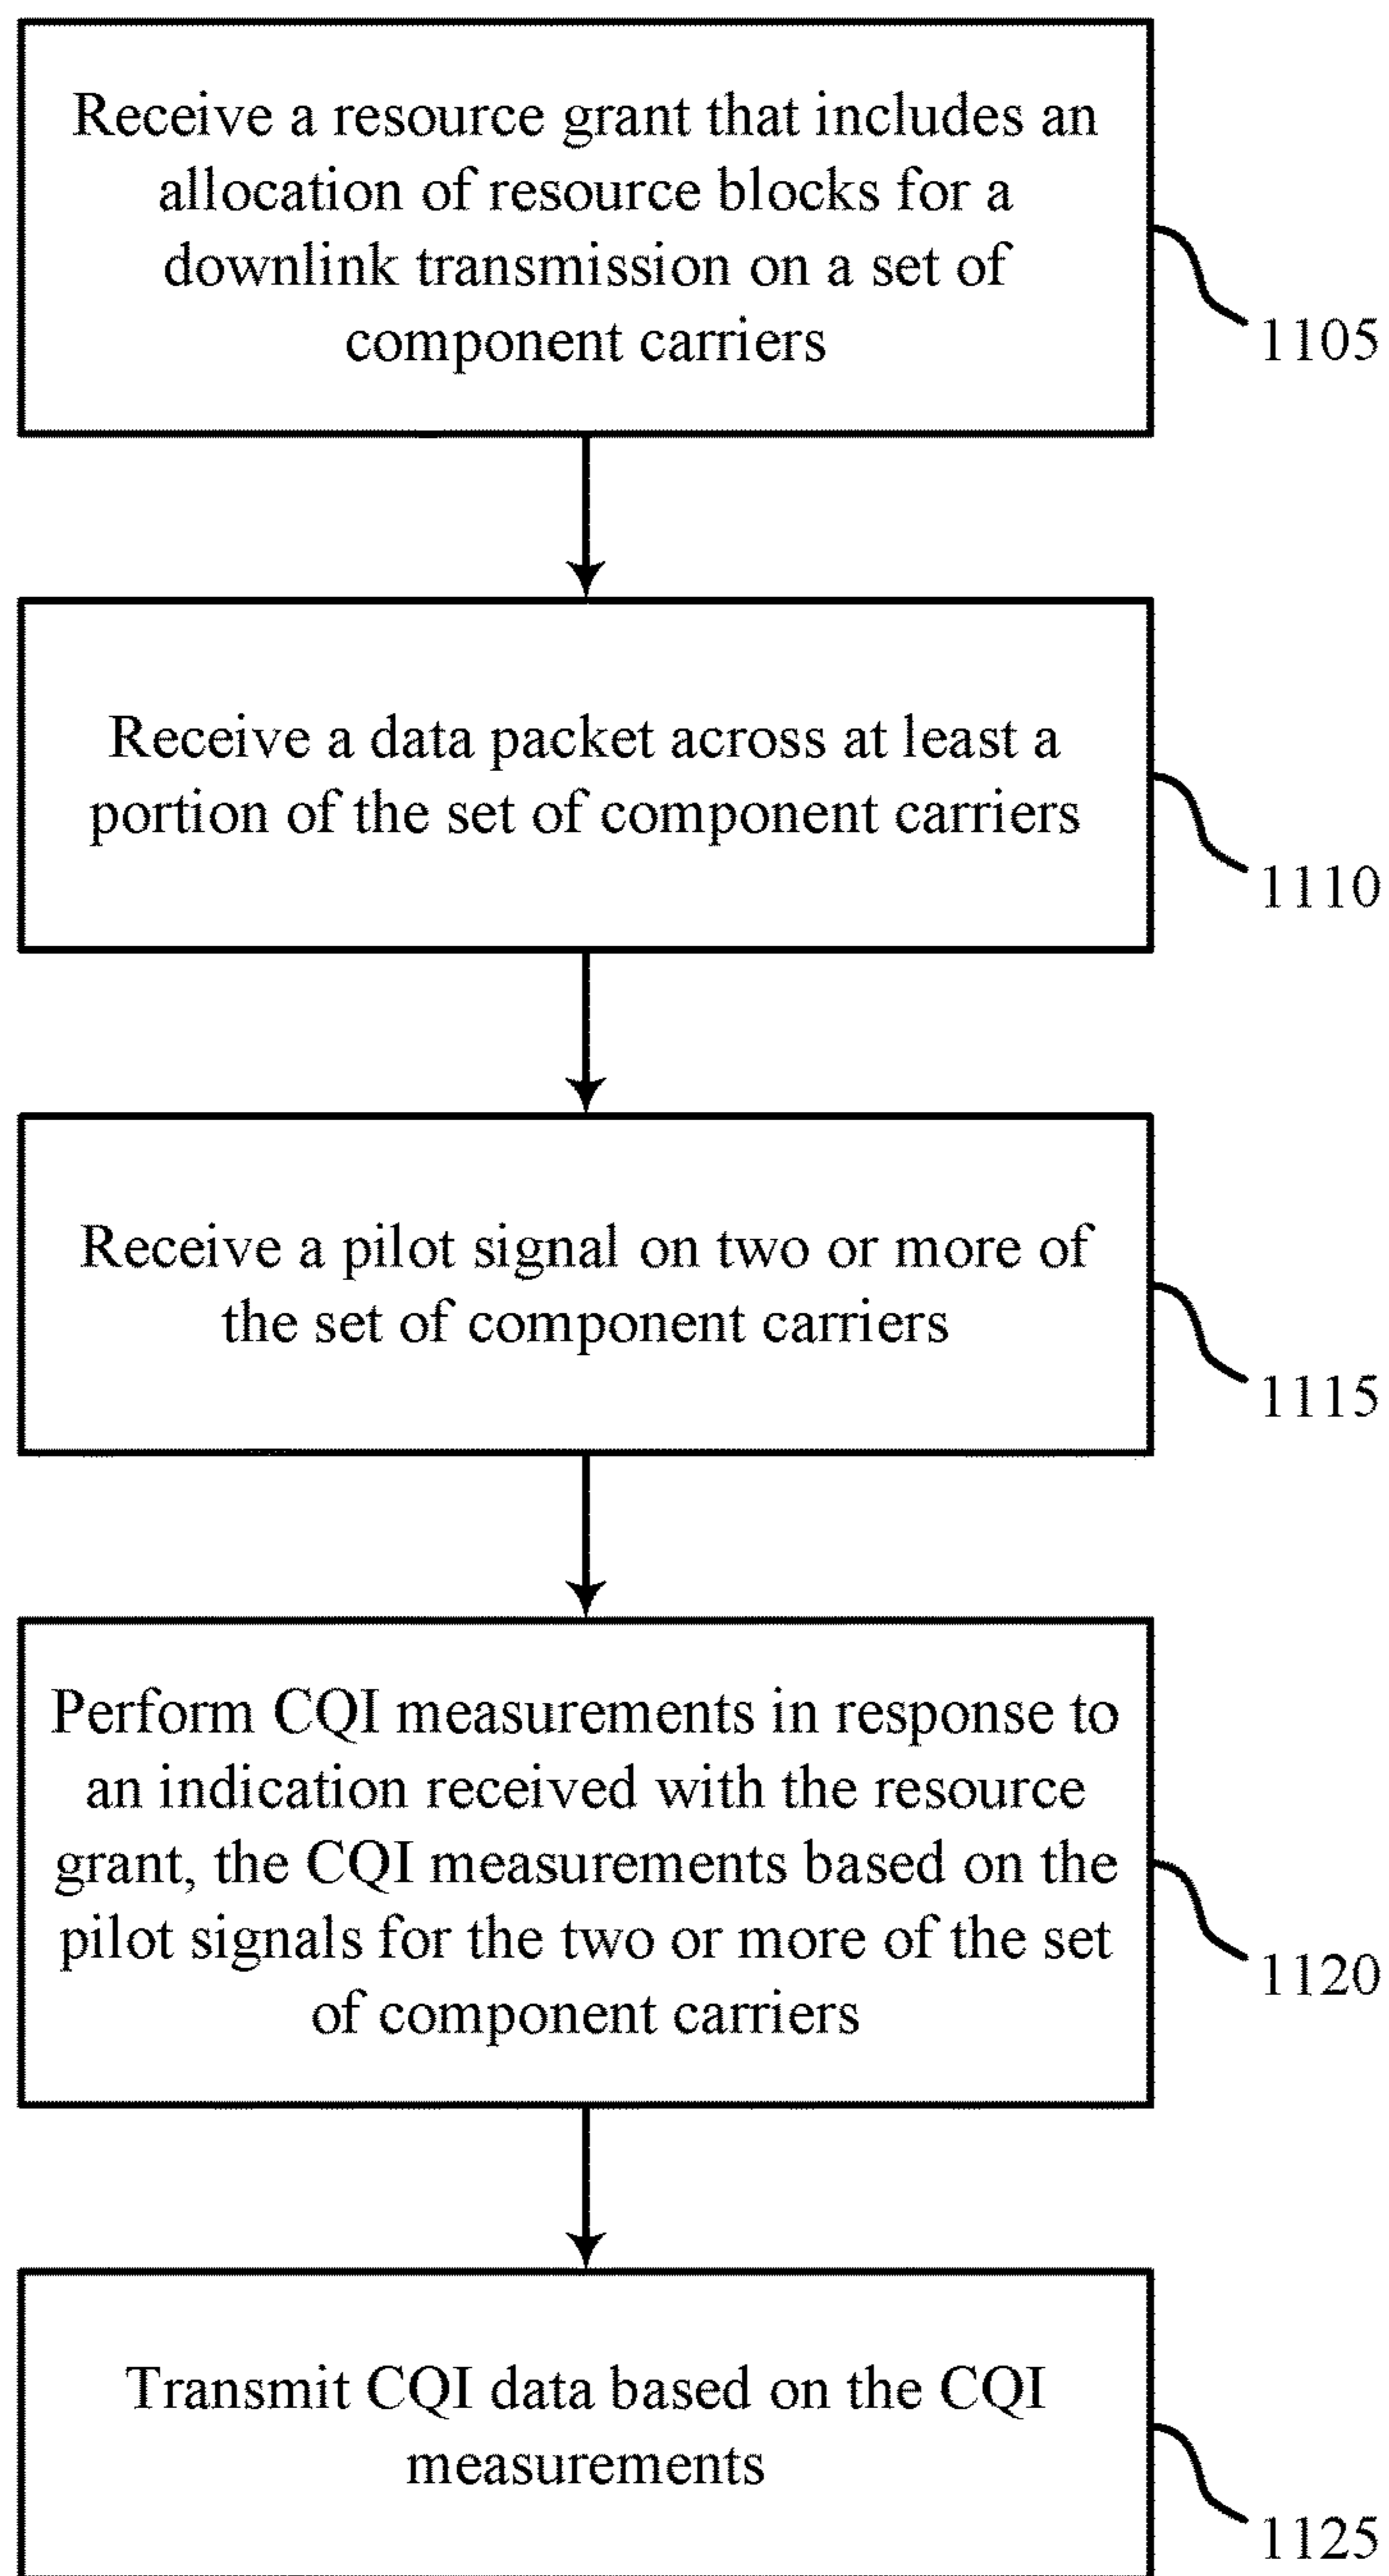 Receive a resource grant that includes an
allocation of resource blocks for a
downlink transmission on a set of
component carriers
1105
Receive a data packet across at least a
portion of the set of component carriers
1110
Receive a pilot signal on two or more of
the set of component carriers
1115
Perform CQI measurements in response to
an indication received with the resource
grant, the CQI measurements based on the
pilot signals for the two or more of the set
of component carriers
1120
Transmit CQI data based on the CQI
measurements
1125